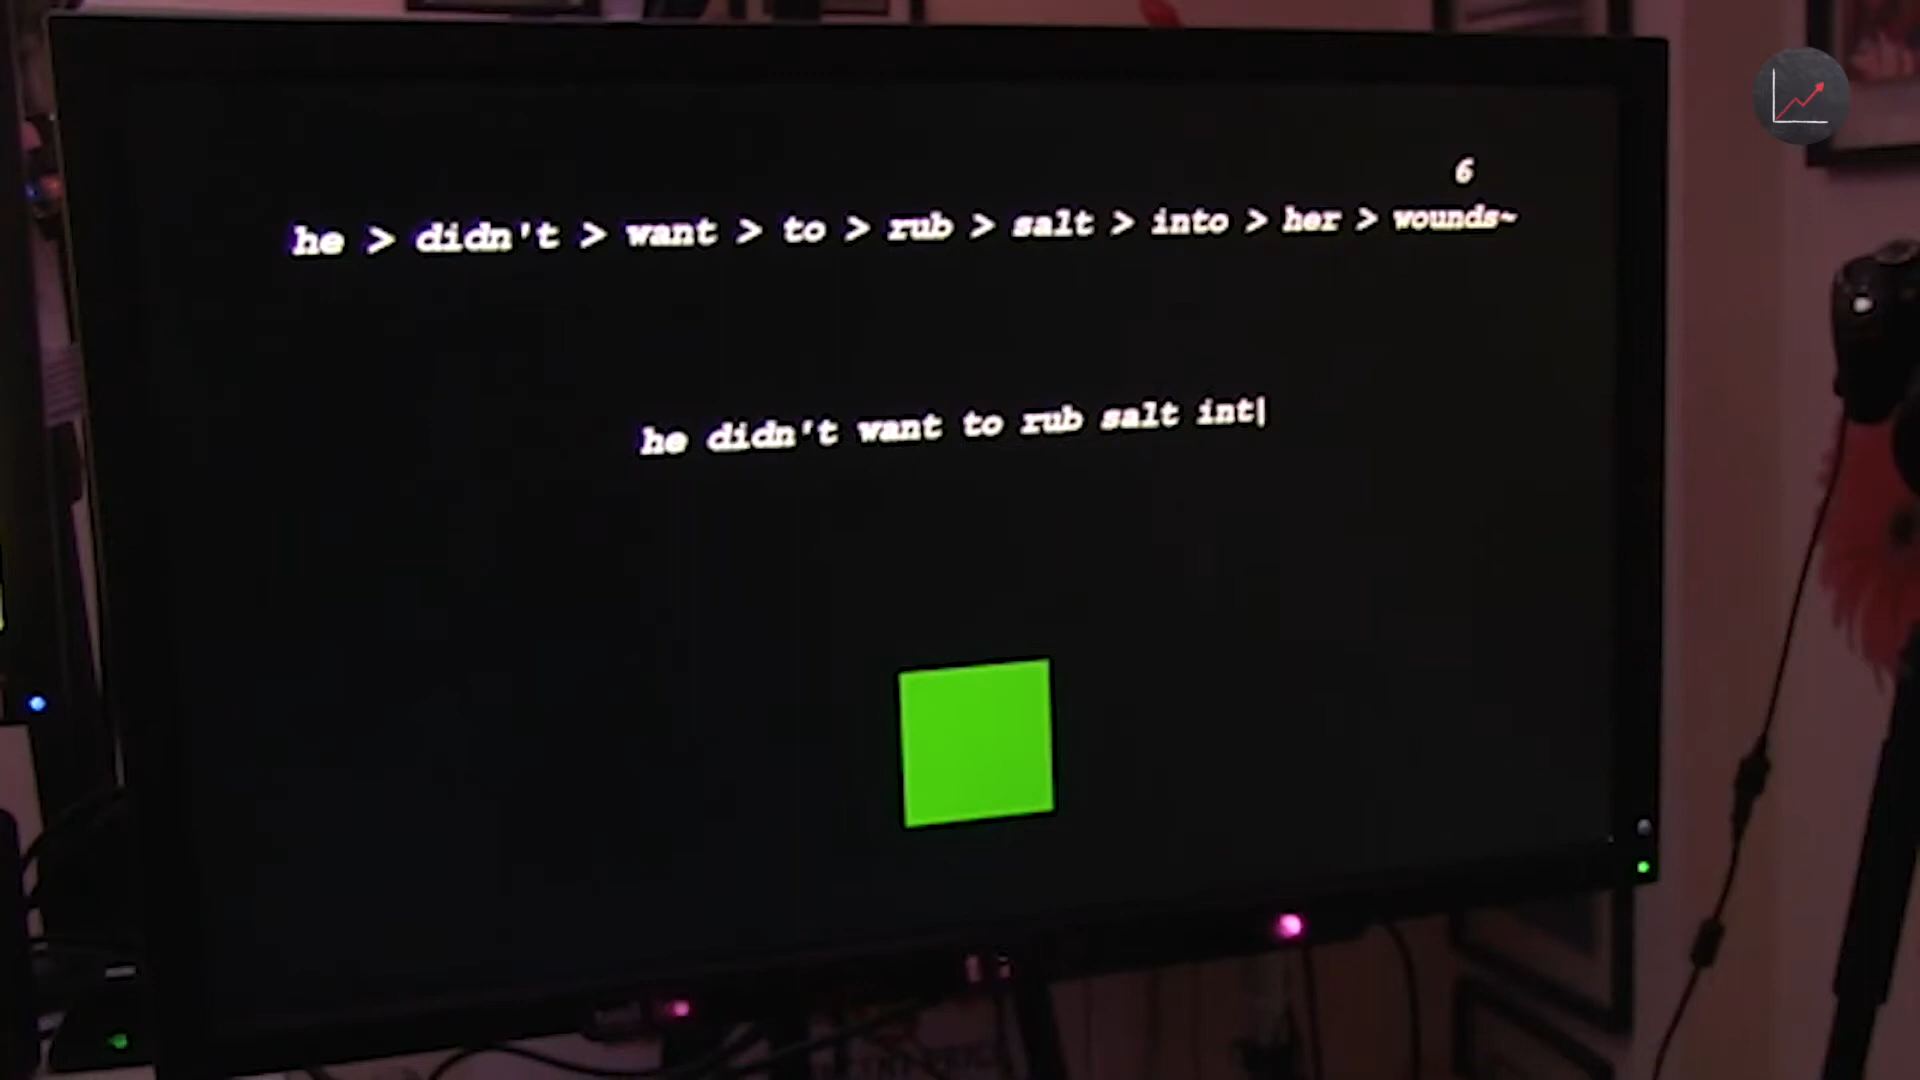 6
he > didn't > want > to > rub > salt > into > her > wounds~
he didn't want to rub salt int|